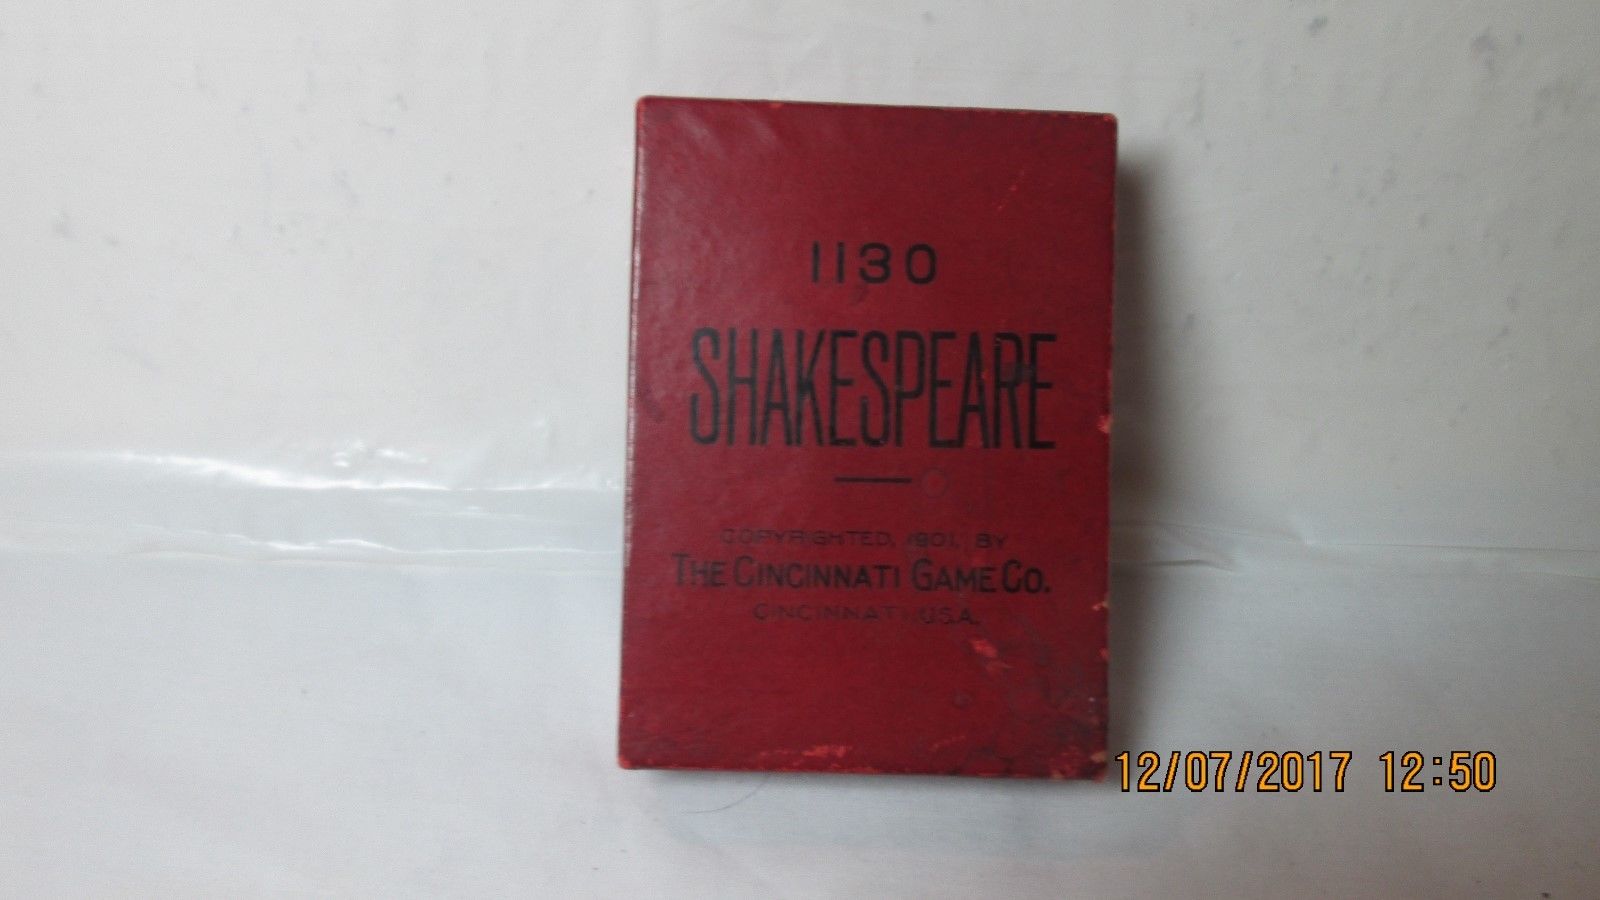 1130
SHAKESPEARE
COPYRIGHTED, 1901, BY
THE CINCINNATI GAME CO.
CINCINNATI, U.S.A.
12/07/2017 12:50